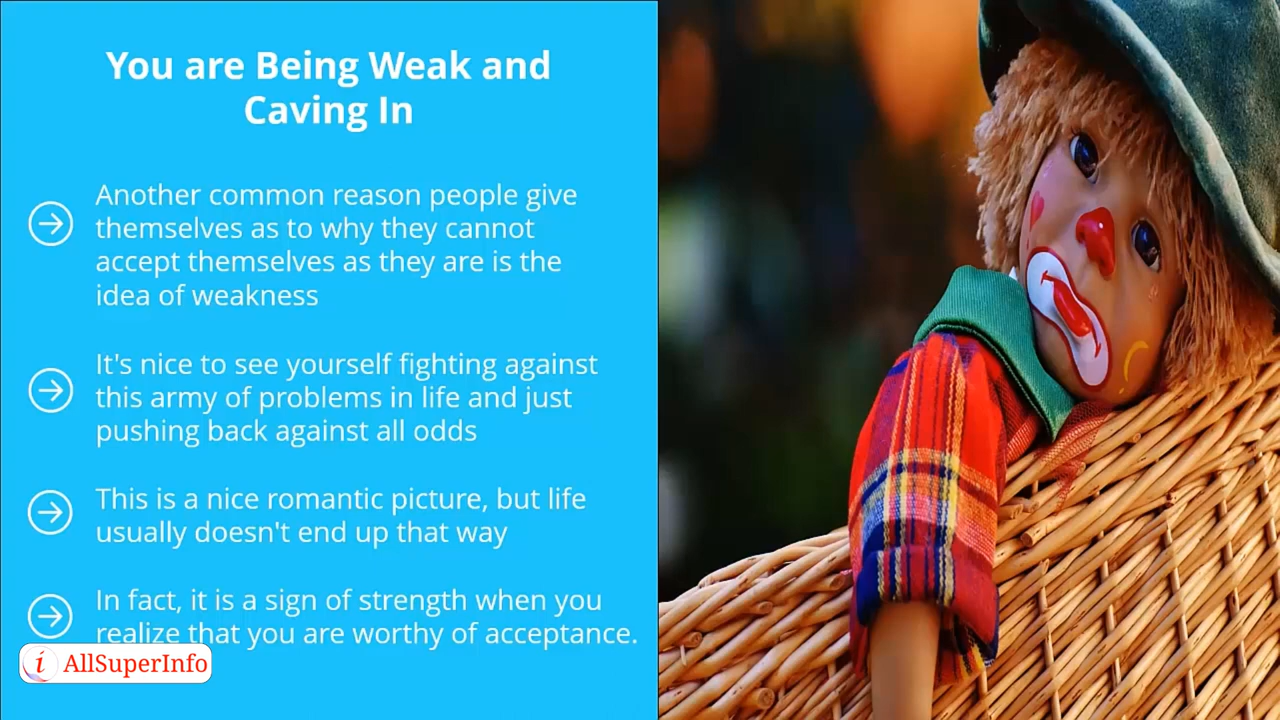 You are Being Weak and
Caving In
Another common reason people give
themselves as to why they cannot
accept themselves as they are is the
idea of weakness
It's nice to see yourself fighting against
this army of problems in life and just
pushing back against all odds
This is a nice romantic picture, but life
usually doesn't end up that way
In fact, it is a sign of strength when you
realize that you are worthy of acceptance.
i AllSuperInfo